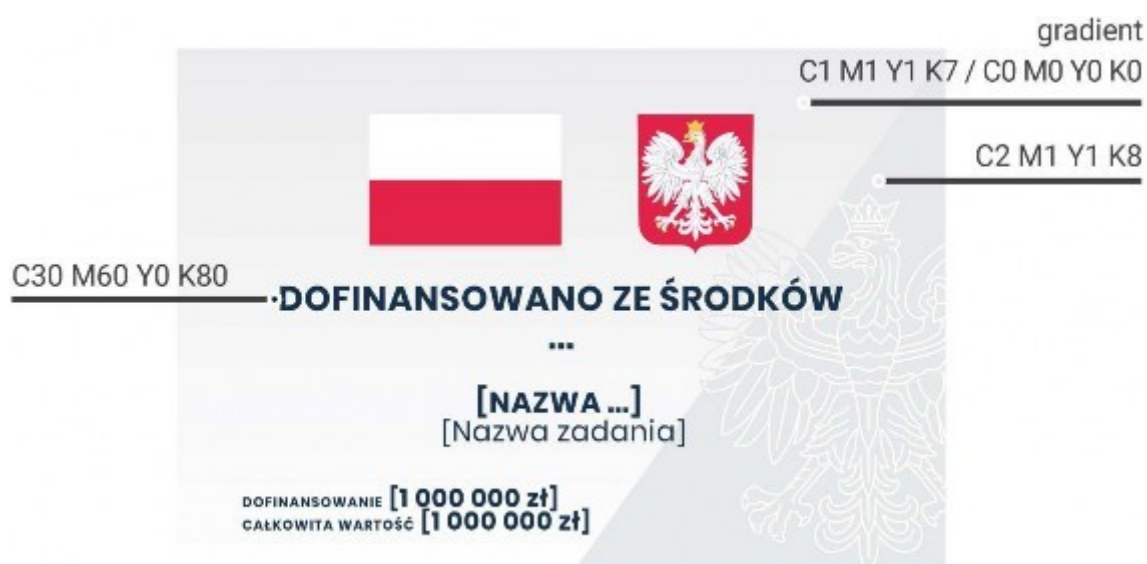 gradient
C1 M1 Y1 K7 / C0 M0 Y0 K0
C2 M1 Y1 K8
C30 M60 Y0 K80
DOFINANSOWANO ZE ŚRODKÓW
...
[NAZWA ...]
[Nazwa zadania]
DOFINANSOWANIE [1 000 000 zł]
CAŁKOWITA WARTOŚĆ [1 000 000 zł]